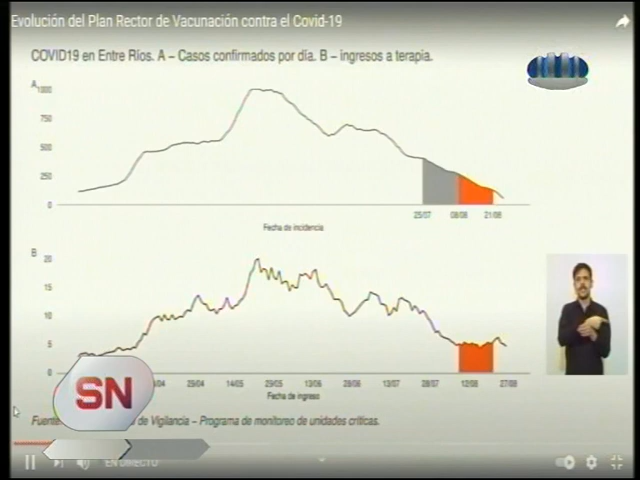 Evolución del Plan Rector de Vacunación contra el Covid-19
COVID19 en Entre Ríos. A – Casos confirmados por día. B – ingresos a terapia.
A
1000
750
500
250
0
25/07 08/08 21/08
Fecha de incidencia
B
20
15
10
5
0
/04 29/04 14/05 29/05 13/06 28/06 13/07 28/07 12/08 27/08
Fecha de ingreso
SN
Fuente de Vigilancia – Programa de monitoreo de unidades críticas.
EN DIRECTO